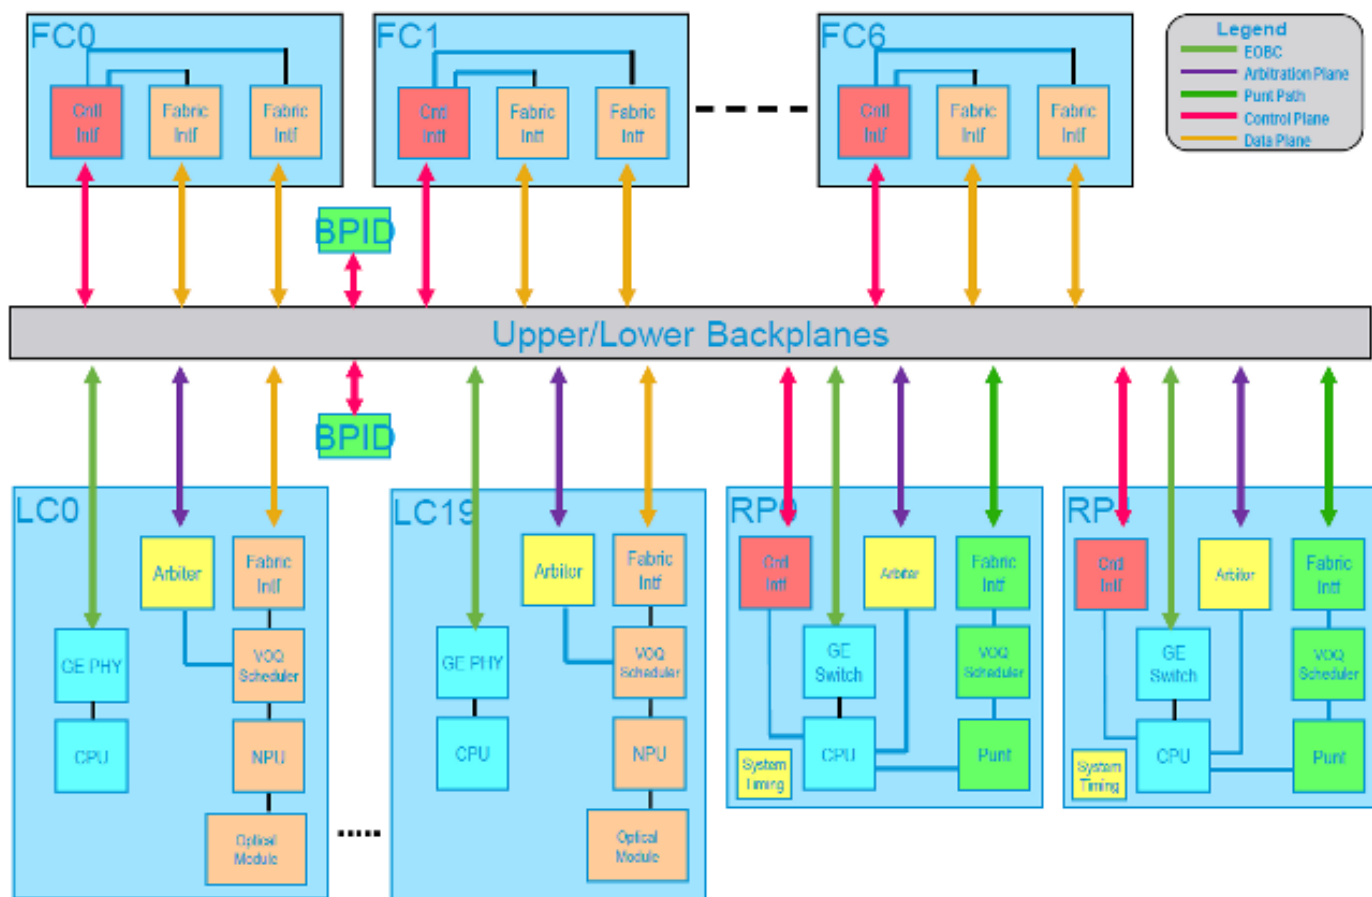 FC0
Cntl
Intf
Fabric
Intf
Fabric
Intf
FC1
Cntl
Intf
Fabric
Intf
Fabric
Intf
FC6
Cntl
Intf
Fabric
Intf
Fabric
Intf
Legend
EOBC
Arbitration Plane
Punt Path
Control Plane
Data Plane
BPID
Upper/Lower Backplanes
BPID
LC0
Arbiter
Fabric
Intf
GE PHY
VOQ
Scheduler
CPU
NPU
Optical
Module
LC19
Arbitor
Fabric
Intf
GE PHY
VOQ
Scheduler
CPU
NPU
Optical
Module
RP0
Cntl
Intf
Arbiter
Fabric
Intf
GE
Switch
VOQ
Scheduler
System
Timing
CPU
Punt
RP1
Cntl
Intf
Arbitor
Fabric
Intf
GE
Switch
VOQ
Scheduler
System
Timing
CPU
Punt